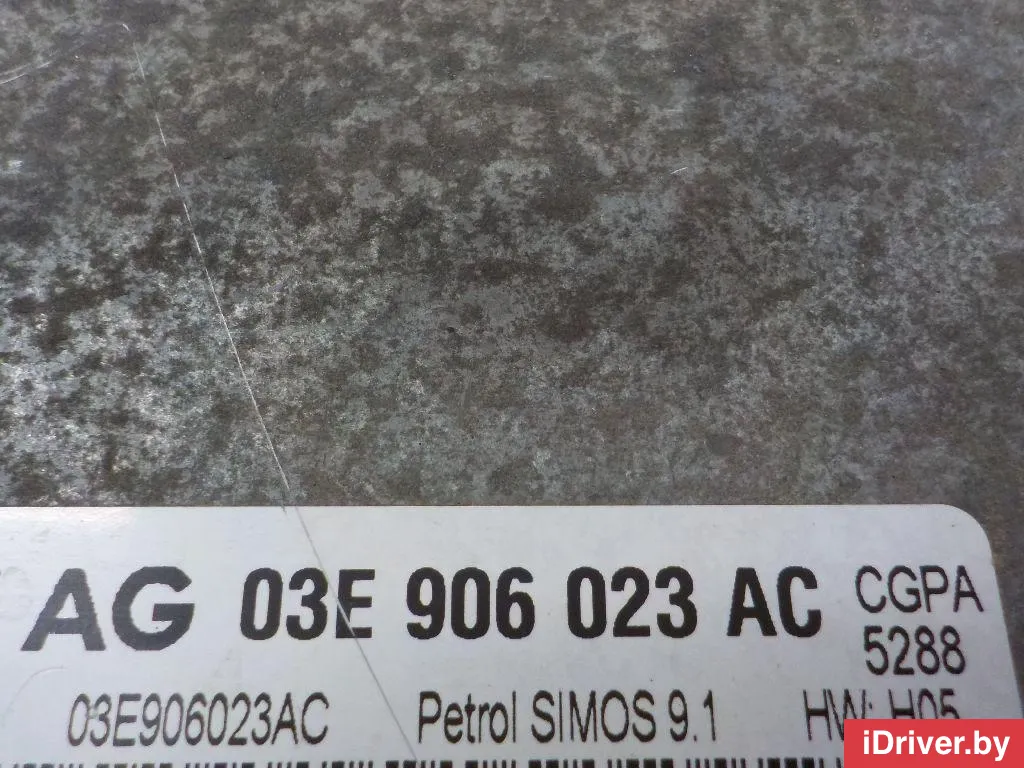 AG 03E 906 023 AC CGPA
5288
03E906023AC Petrol SIMOS 9.1 HW: H05
iDriver.by